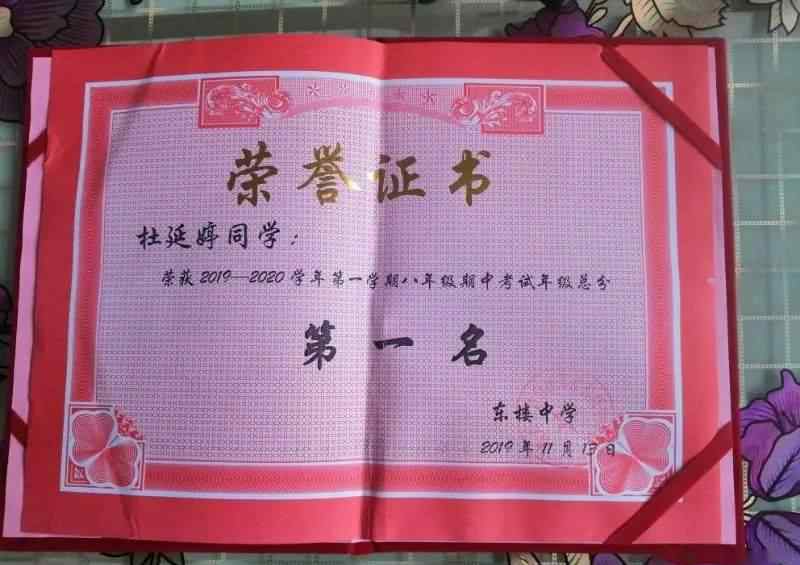 荣誉证书
杜延婷同学：
荣获2019—2020学年第一学期八年级期中考试年级总分
第一名
东楼中学
2019年11月13日